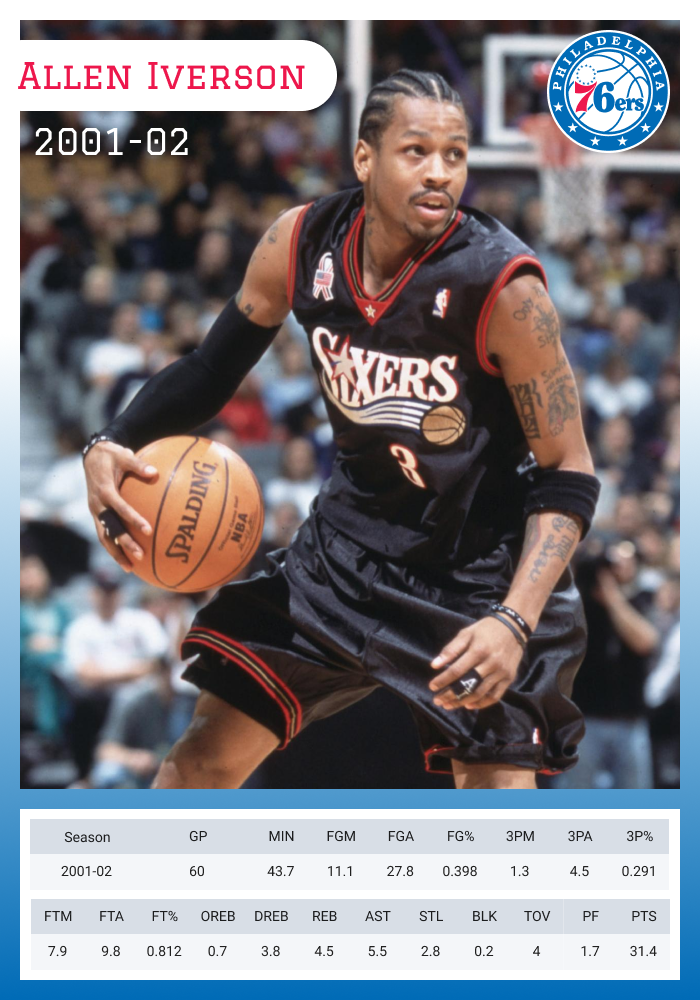 Allen Iverson
2001-02
PHILADELPHIA
76ers
SIXERS
3
SPALDING
NBA
Season GP MIN FGM FGA FG% 3PM 3PA 3P%
2001-02 60 43.7 11.1 27.8 0.398 1.3 4.5 0.291
FTM FTA FT% OREB DREB REB AST STL BLK TOV PF PTS
7.9 9.8 0.812 0.7 3.8 4.5 5.5 2.8 0.2 4 1.7 31.4